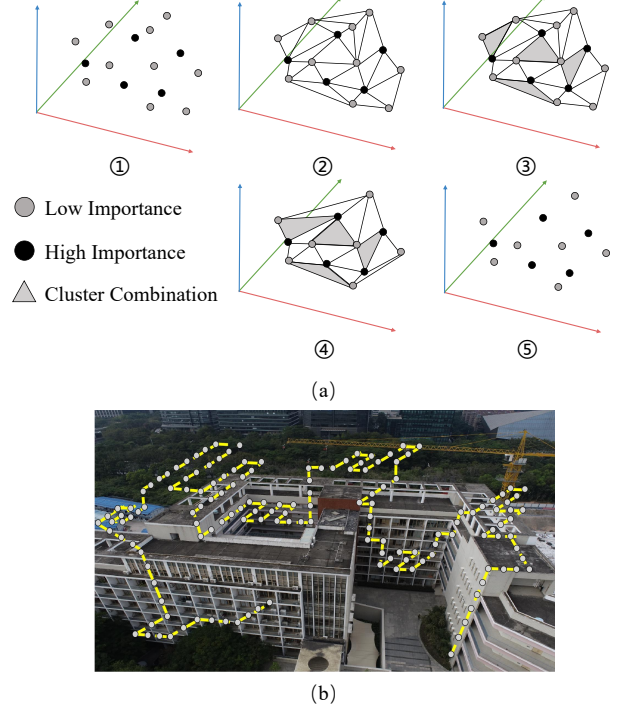 ① ② ③
Low Importance
High Importance
Cluster Combination
④ ⑤
(a)
(b)